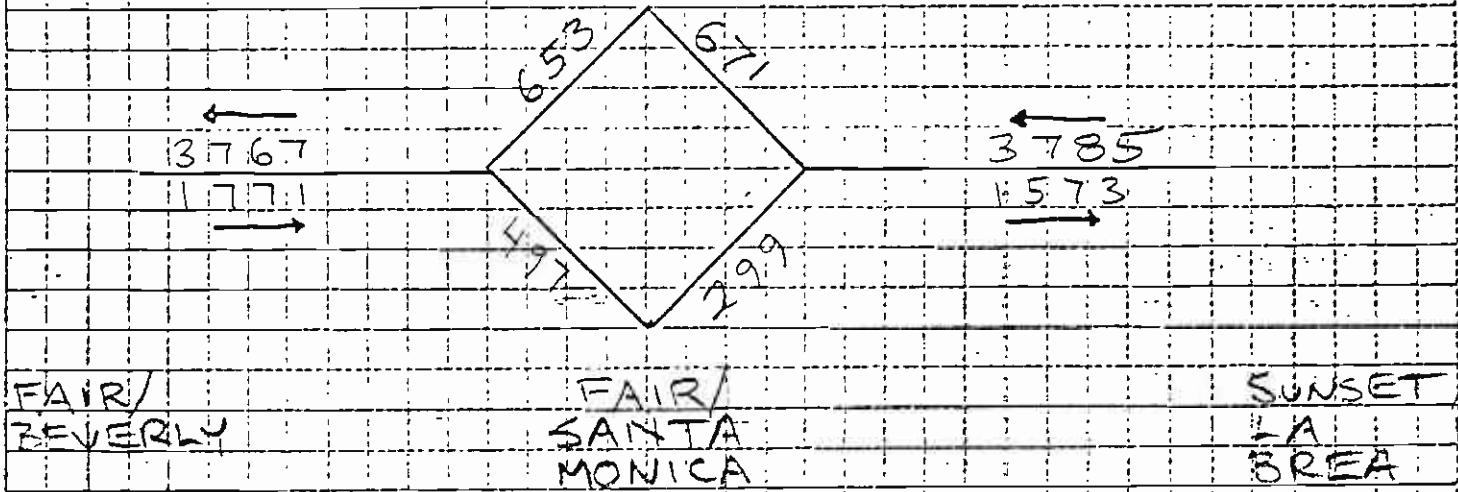 653 671
3767 3785
1771 1573
497 299
FAIR/ FAIR/ SUNSET
BEVERLY SANTA LA
MONICA BREA